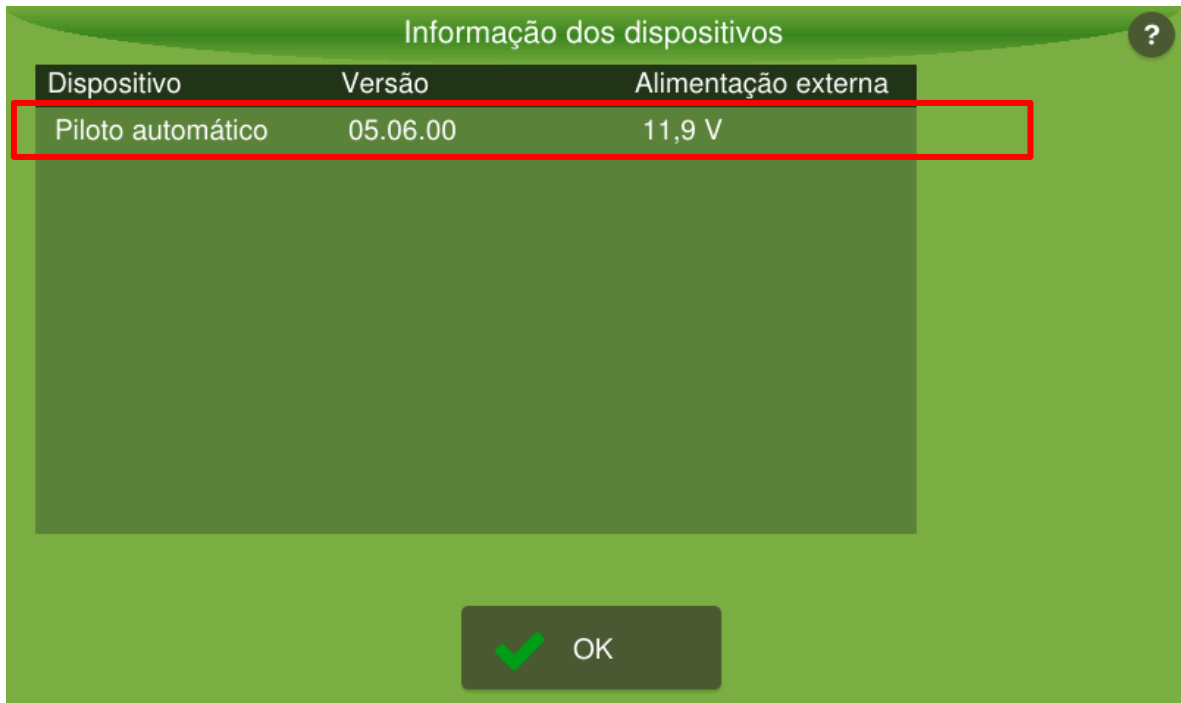 Informação dos dispositivos
?
Dispositivo Versão Alimentação externa
Piloto automático 05.06.00 11,9 V
OK